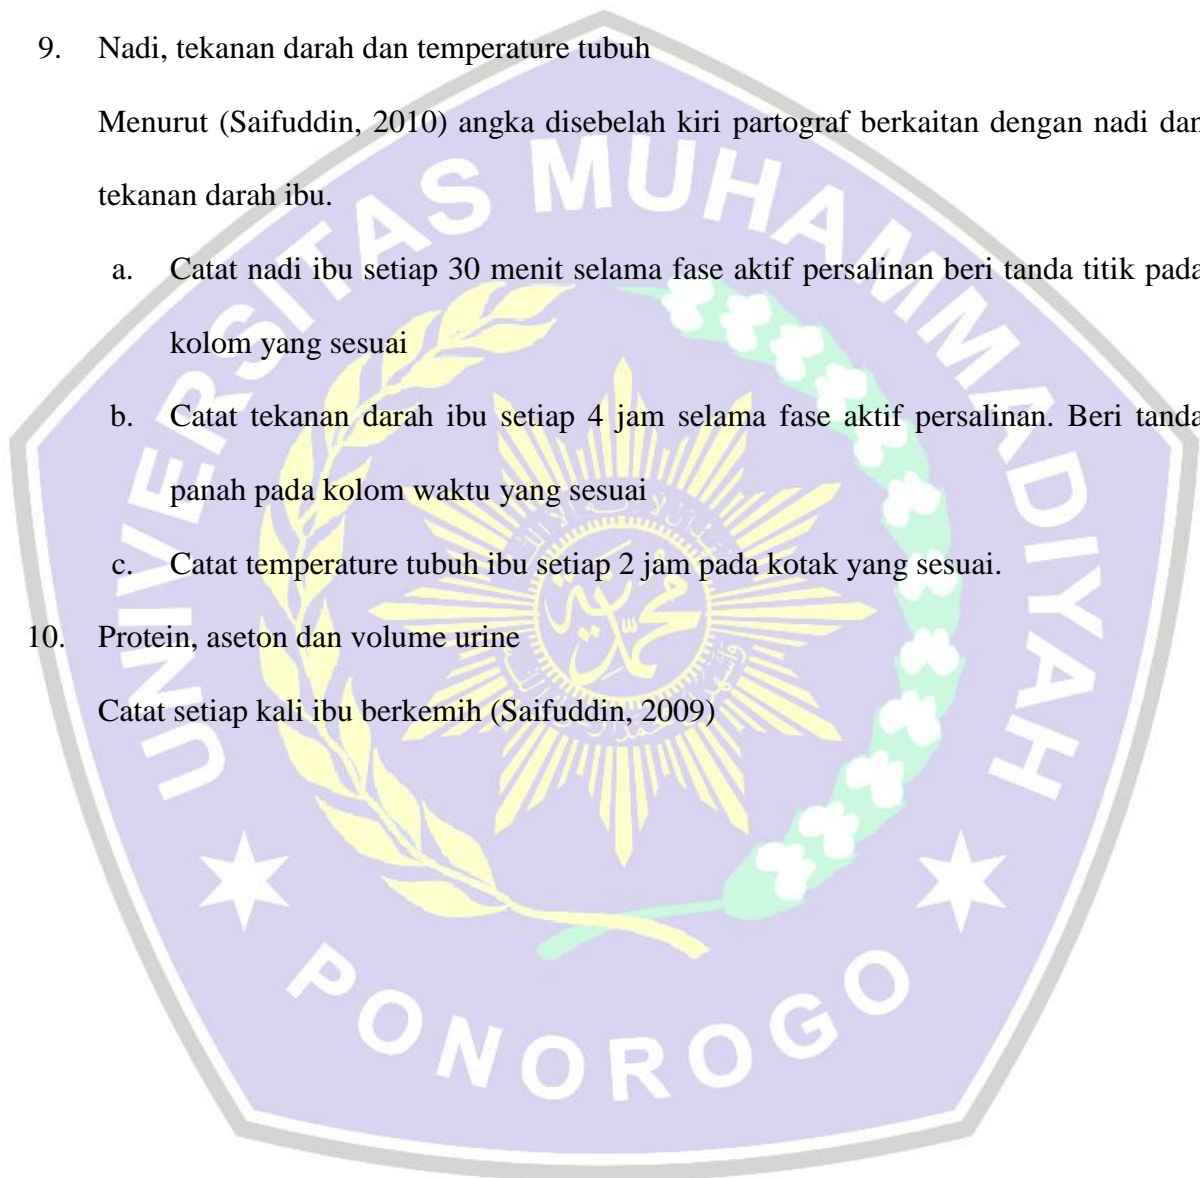 9. Nadi, tekanan darah dan temperature tubuh
Menurut (Saifuddin, 2010) angka disebelah kiri partograf berkaitan dengan nadi dan
tekanan darah ibu.
a. Catat nadi ibu setiap 30 menit selama fase aktif persalinan beri tanda titik pada
kolom yang sesuai
b. Catat tekanan darah ibu setiap 4 jam selama fase aktif persalinan. Beri tanda
panah pada kolom waktu yang sesuai
c. Catat temperature tubuh ibu setiap 2 jam pada kotak yang sesuai.
10. Protein, aseton dan volume urine
Catat setiap kali ibu berkemih (Saifuddin, 2009)
UNIVERSITAS MUHAMMADIYAH
محمدية
PONOROGO